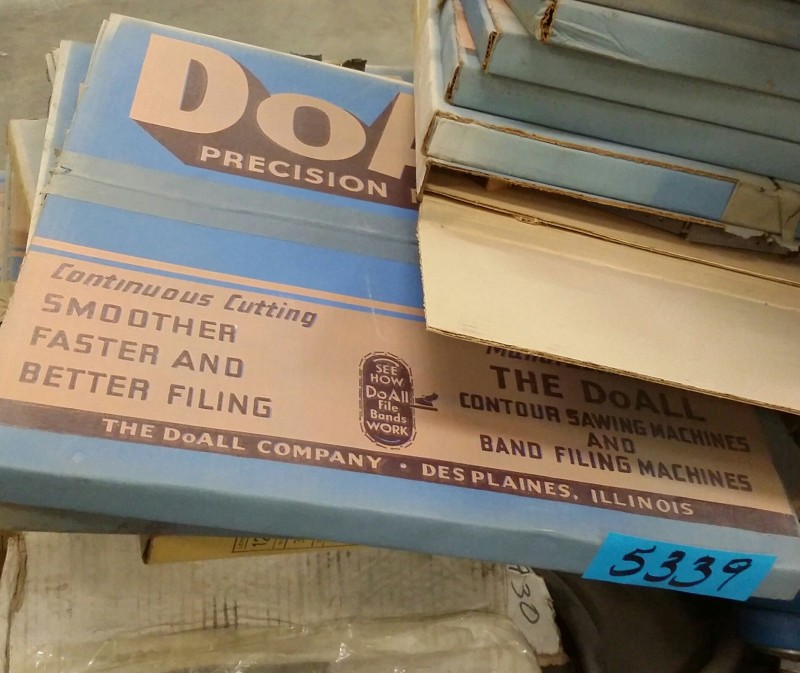 DoA
PRECISION
Continuous Cutting
SMOOTHER
FASTER AND
BETTER FILING
SEE
HOW
DoAll
File
Bands
WORK
THE DoALL
CONTOUR SAWING MACHINES
AND
BAND FILING MACHINES
THE DoALL COMPANY • DES PLAINES, ILLINOIS
5339